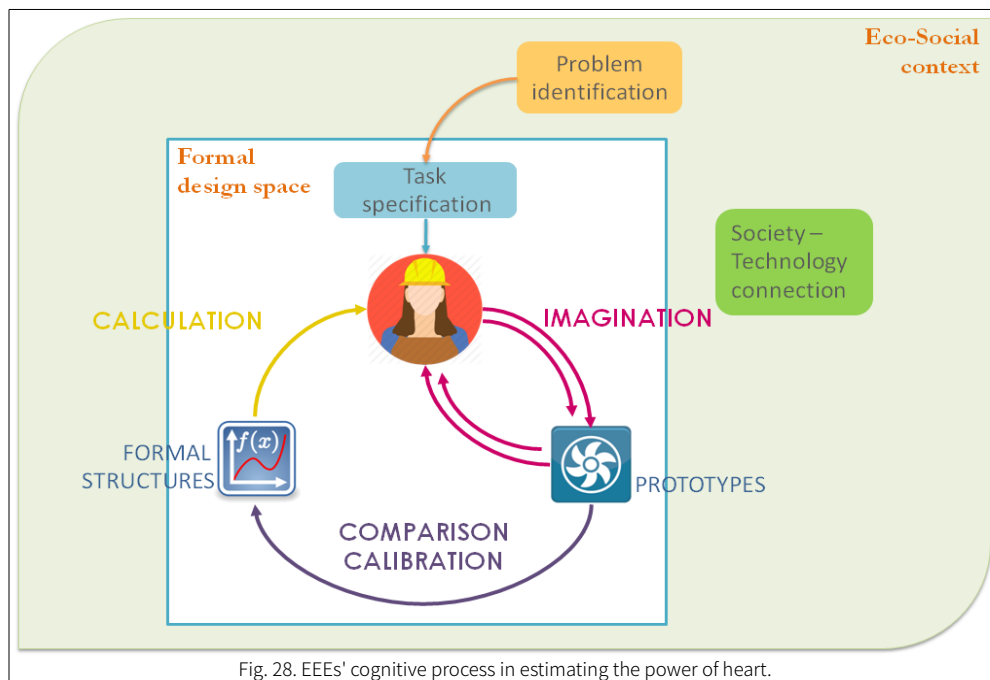 Eco-Social
context
Problem
identification
Formal
design space
Task
specification
Society –
Technology
connection
CALCULATION
IMAGINATION
f(x)
FORMAL
STRUCTURES
PROTOTYPES
COMPARISON
CALIBRATION
Fig. 28. EEEs' cognitive process in estimating the power of heart.